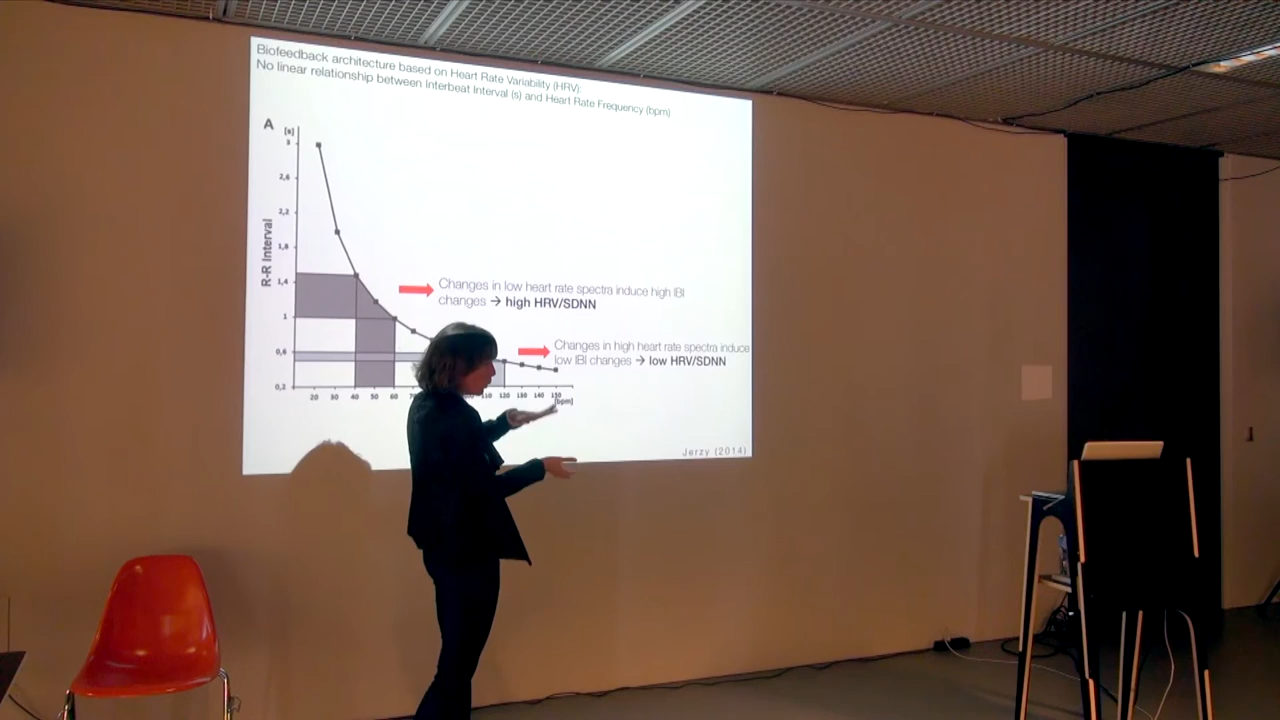 Biofeedback architecture based on Heart Rate Variability (HRV):
No linear relationship between Interbeat Interval (s) and Heart Rate Frequency (bpm)
A
[s]
3
2,6
2,2
1,8
1,4
1
0,6
0,2
R-R Interval
Changes in low heart rate spectra induce high IBI
changes → high HRV/SDNN
Changes in high heart rate spectra induce
low IBI changes → low HRV/SDNN
20 30 40 50 60 110 120 130 140 150
[bpm]
Jerzy (2014)